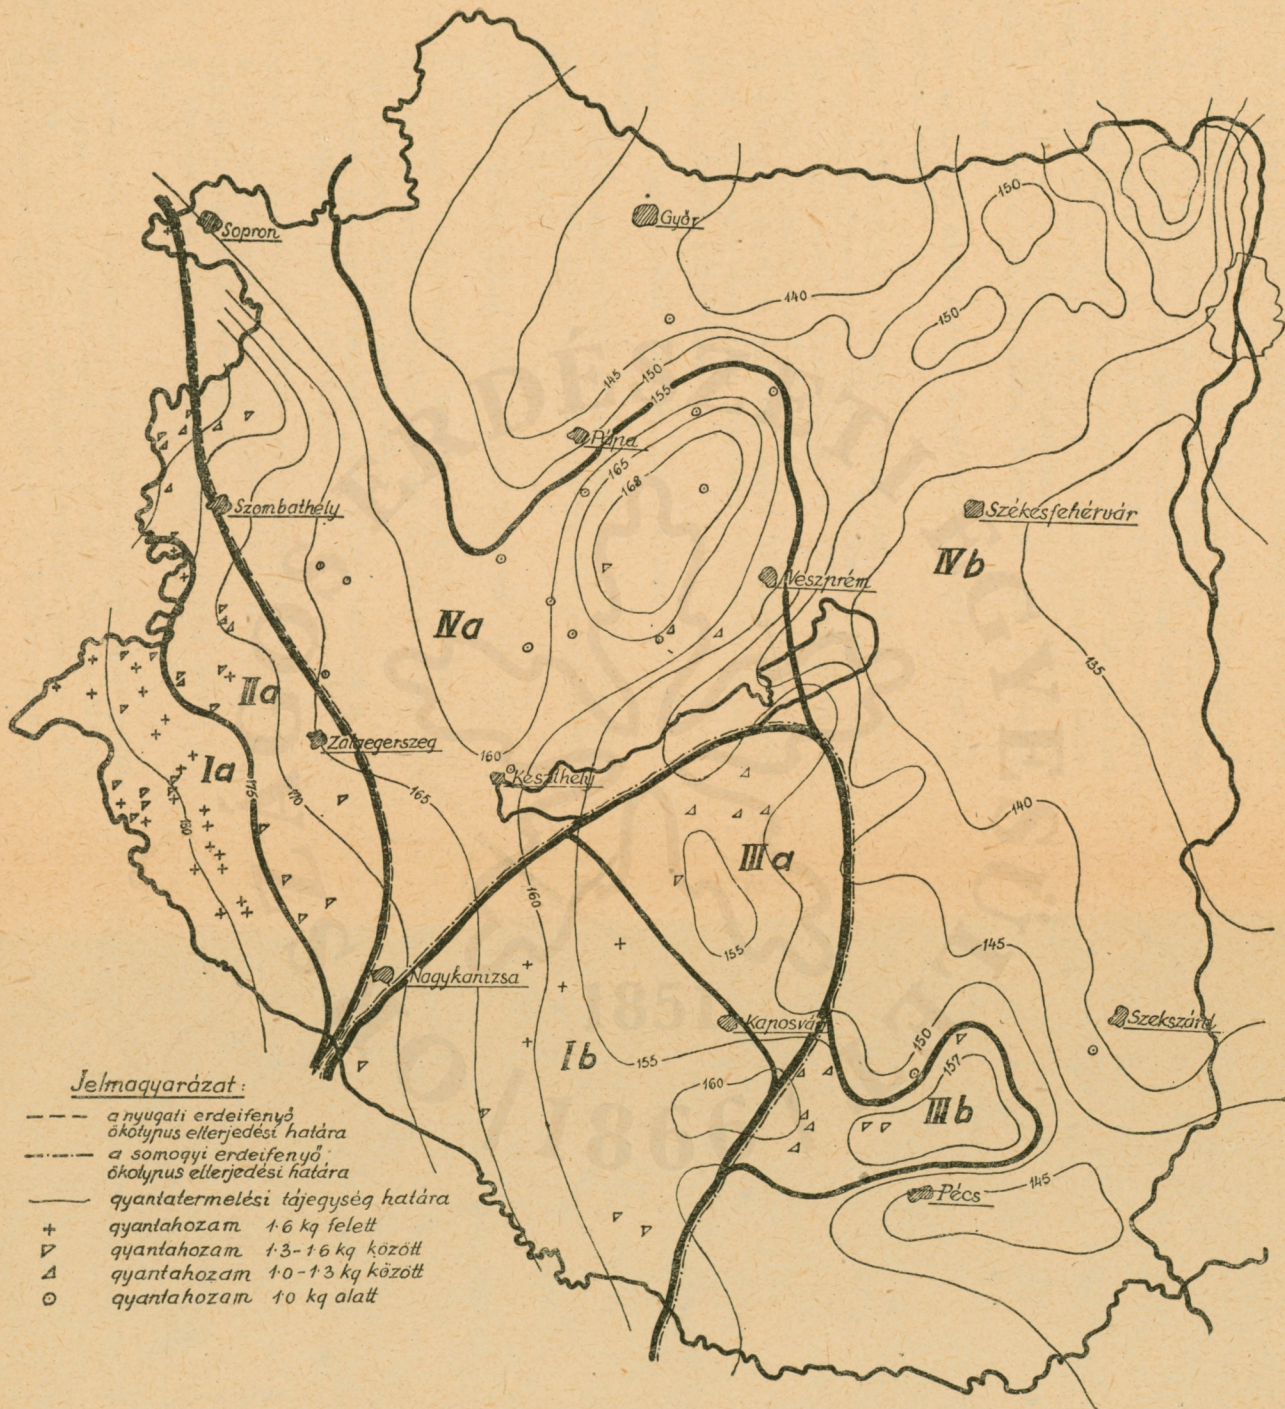 150
Sopron
Győr
140
150
145
150
155
Pápa
165
168
Szombathely
Székesfehérvár
IVb
Veszprém
IVa
135
IIa
Zalaegerszeg
160
Keszthely
Ia
175
170
165
140
180
IIIa
160
155
145
Nagykanizsa
Kaposvár
Szekszárd
150
Ib
155
157
160
IIIb
Jelmagyarázat:
a nyugati erdeifenyő
ökotypus elterjedési határa
a somogyi erdeifenyő
ökotypus elterjedési határa
gyantatermelési tájegység határa
gyantahozam 1·6 kg felett
gyantahozam 1·3-1·6 kg között
gyantahozam 1·0-1·3 kg között
gyantahozam 1·0 kg alatt
145
Pécs